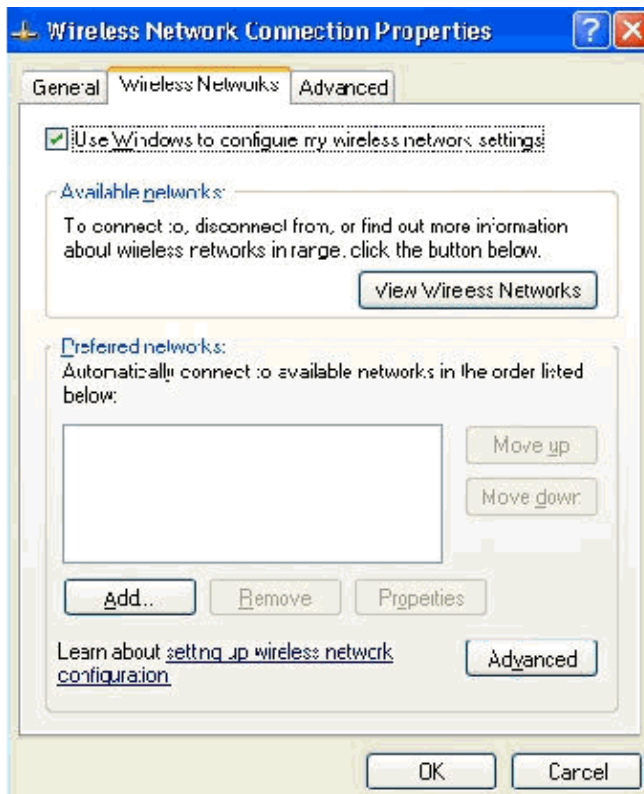 Wireless Network Connection Properties
General
Wireless Networks
Advanced
Use Windows to configure my wireless network settings
Available networks:
To connect to, disconnect from, or find out more information
about wireless networks in range, click the button below.
View Wireless Networks
Preferred networks:
Automatically connect to available networks in the order listed
below:
Move up
Move down
Add...
Remove
Properties
Learn about setting up wireless network
configuration.
Advanced
OK
Cancel